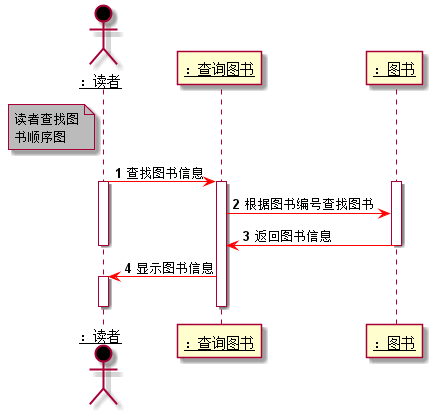 ：读者
：查询图书
：图书
读者查找图
书顺序图
1 查找图书信息
2 根据图书编号查找图书
3 返回图书信息
4 显示图书信息
：读者
：查询图书
：图书